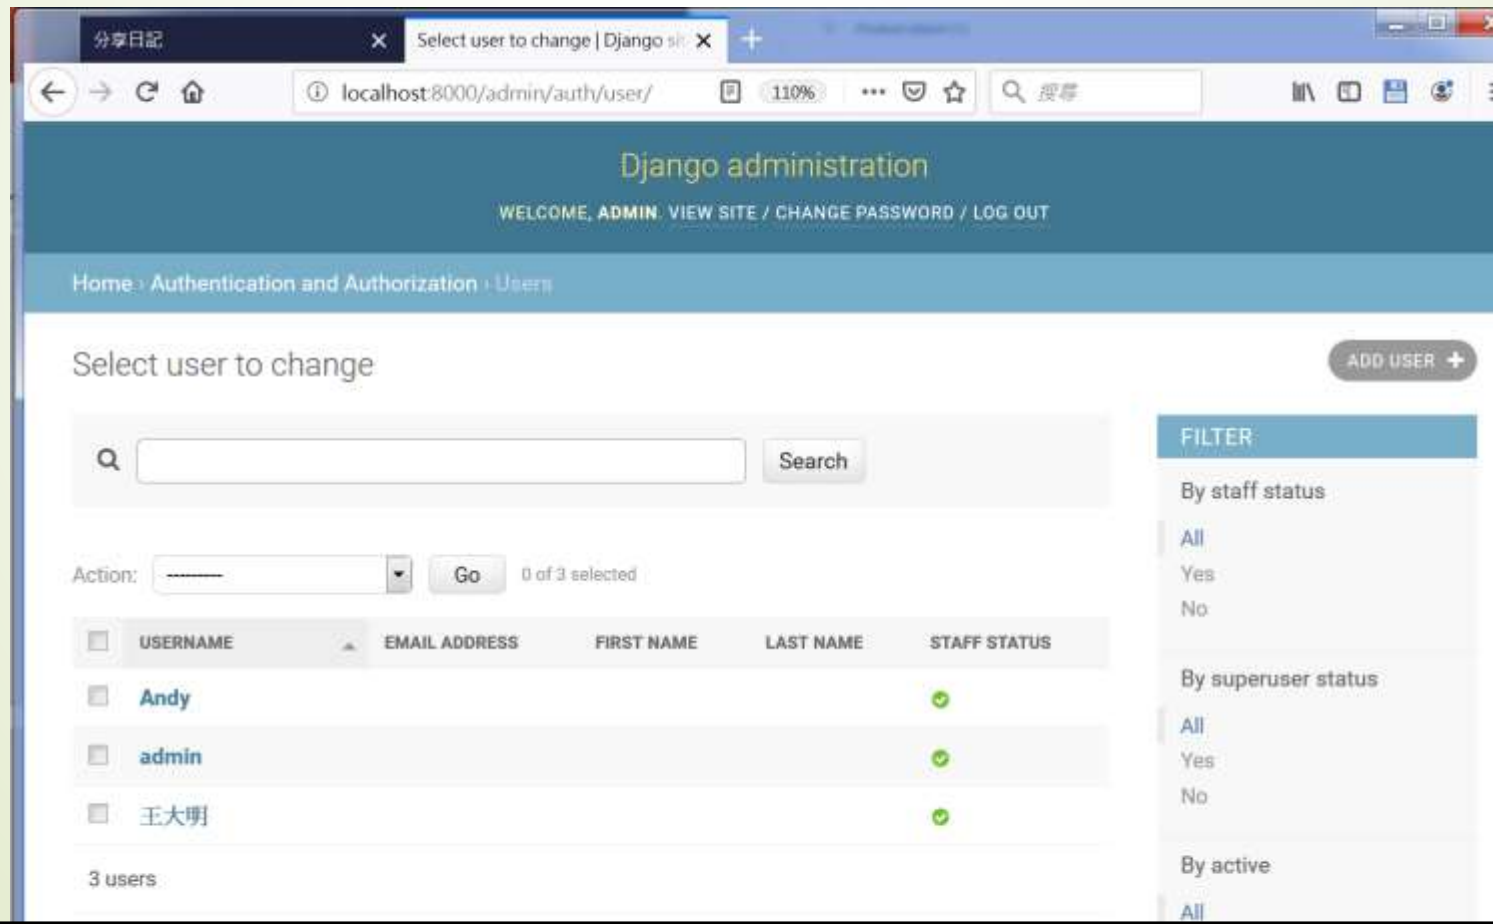 分享日記
Select user to change | Django si
localhost:8000/admin/auth/user/
110%
搜尋
Django administration
WELCOME, ADMIN. VIEW SITE / CHANGE PASSWORD / LOG OUT
Home › Authentication and Authorization › Users
Select user to change
ADD USER +
Search
Action: --------- Go 0 of 3 selected
USERNAME EMAIL ADDRESS FIRST NAME LAST NAME STAFF STATUS
Andy
admin
王大明
3 users
FILTER
By staff status
All
Yes
No
By superuser status
All
Yes
No
By active
All